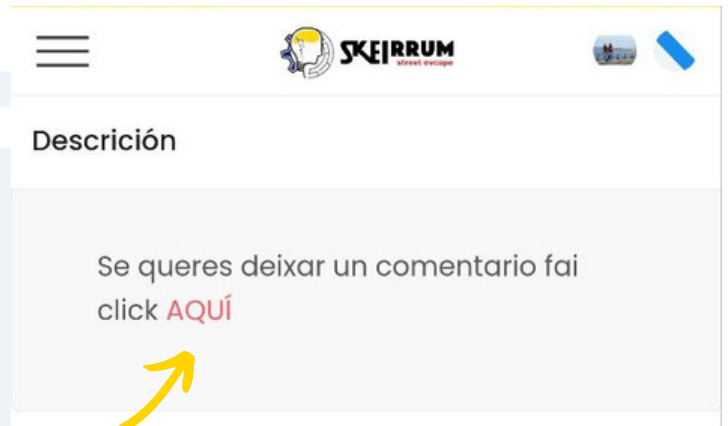 SKEIRRUM
street escape
Descrición
Se queres deixar un comentario fai
click AQUÍ